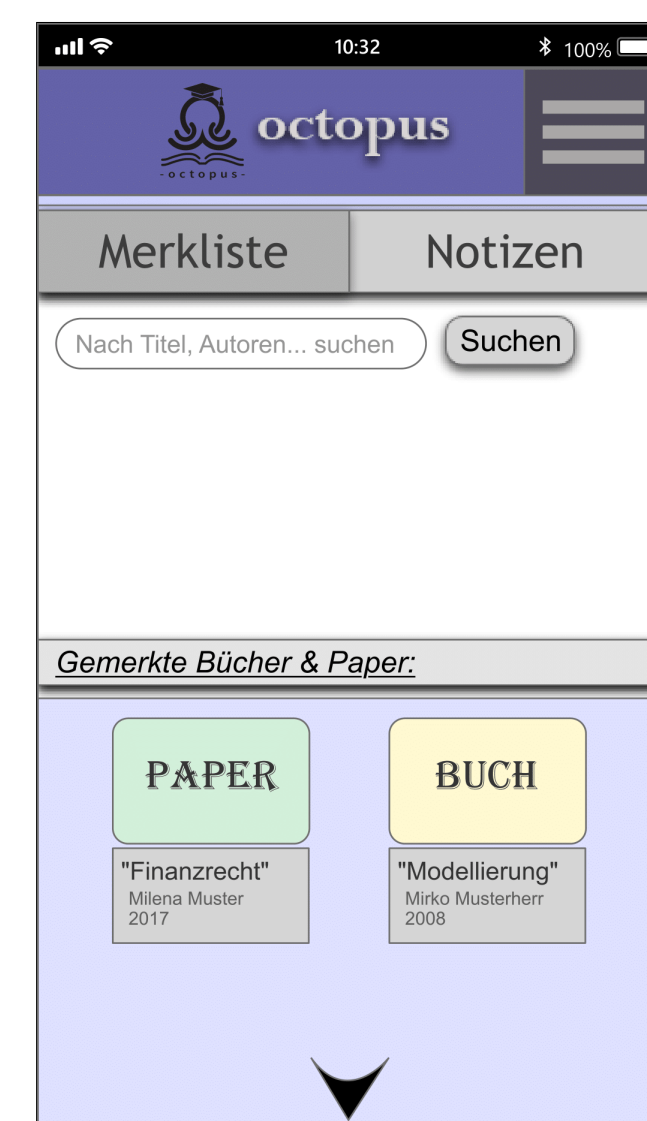 10:32
100%
octopus
-octopus-
Merkliste
Notizen
Nach Titel, Autoren... suchen
Suchen
Gemerkte Bücher & Paper:
PAPER
BUCH
"Finanzrecht"
Milena Muster
2017
"Modellierung"
Mirko Musterherr
2008